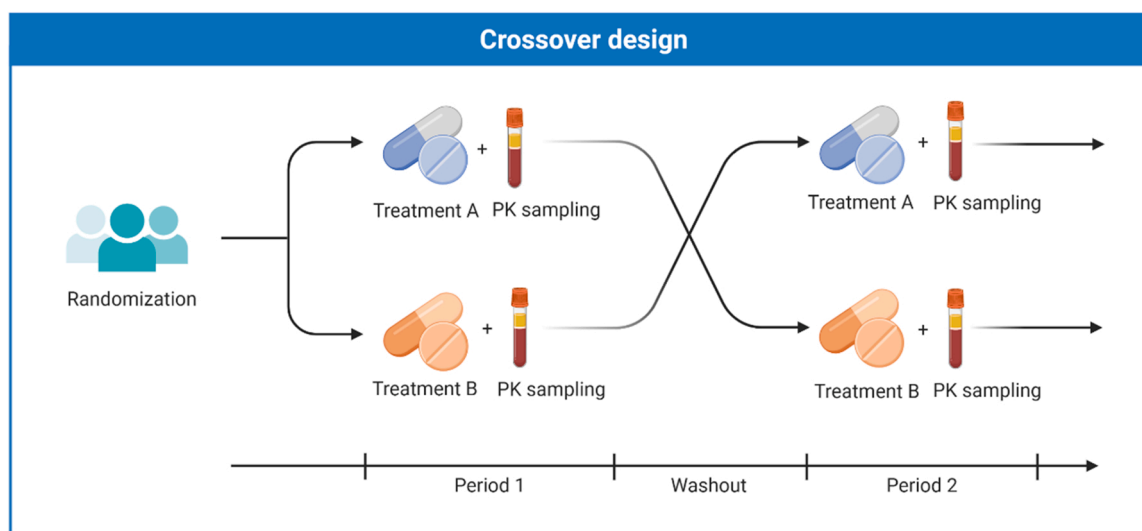 Crossover design
+
+
Treatment A PK sampling
Treatment A PK sampling
Randomization
+
+
Treatment B PK sampling
Treatment B PK sampling
Period 1 Washout Period 2